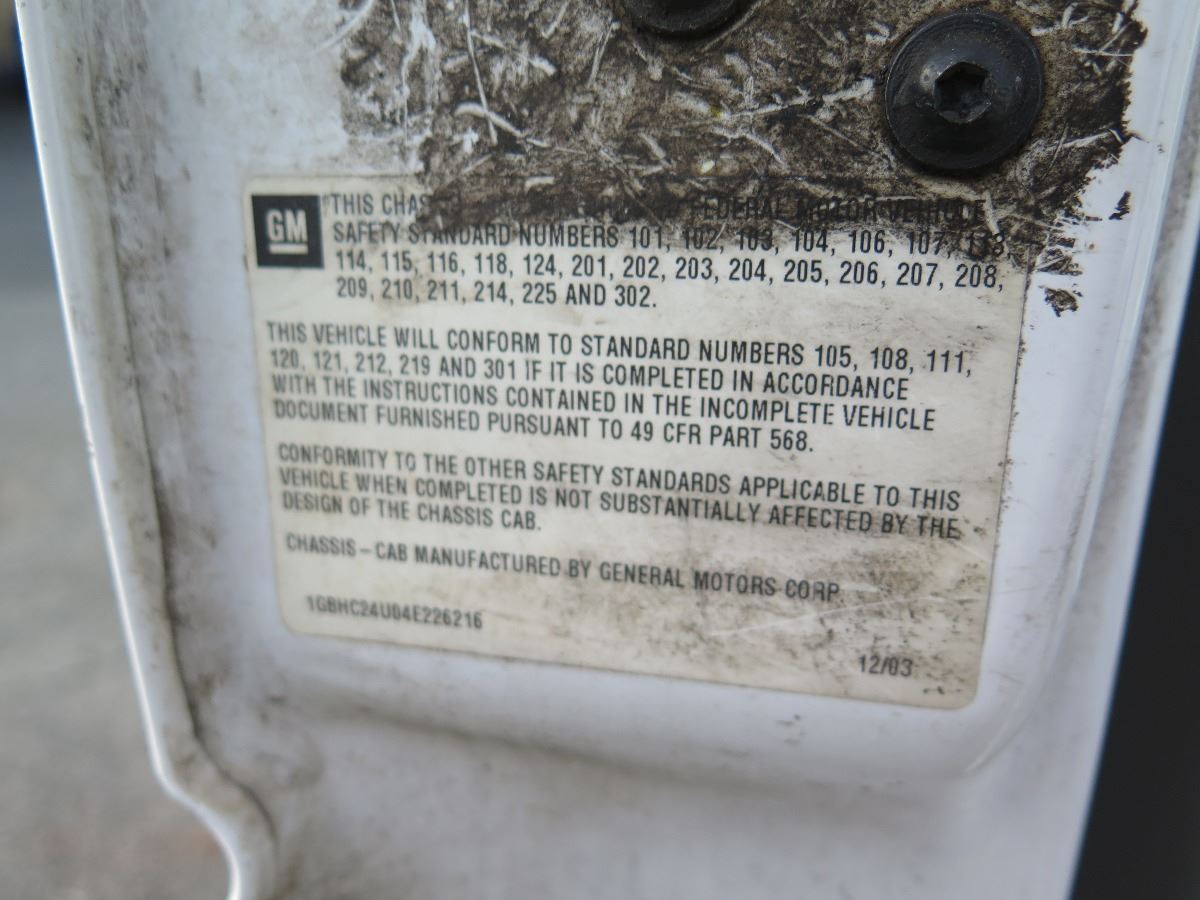 GM
THIS CHAS FEDERAL MOTOR VEHICLE
SAFETY STANDARD NUMBERS 101, 102, 103, 104, 106, 107, 113,
114, 115, 116, 118, 124, 201, 202, 203, 204, 205, 206, 207, 208,
209, 210, 211, 214, 225 AND 302.
THIS VEHICLE WILL CONFORM TO STANDARD NUMBERS 105, 108, 111,
120, 121, 212, 219 AND 301 IF IT IS COMPLETED IN ACCORDANCE
WITH THE INSTRUCTIONS CONTAINED IN THE INCOMPLETE VEHICLE
DOCUMENT FURNISHED PURSUANT TO 49 CFR PART 568.
CONFORMITY TO THE OTHER SAFETY STANDARDS APPLICABLE TO THIS
VEHICLE WHEN COMPLETED IS NOT SUBSTANTIALLY AFFECTED BY THE
DESIGN OF THE CHASSIS CAB.
CHASSIS-CAB MANUFACTURED BY GENERAL MOTORS CORP.
1GBHC24U04E226216
12/03